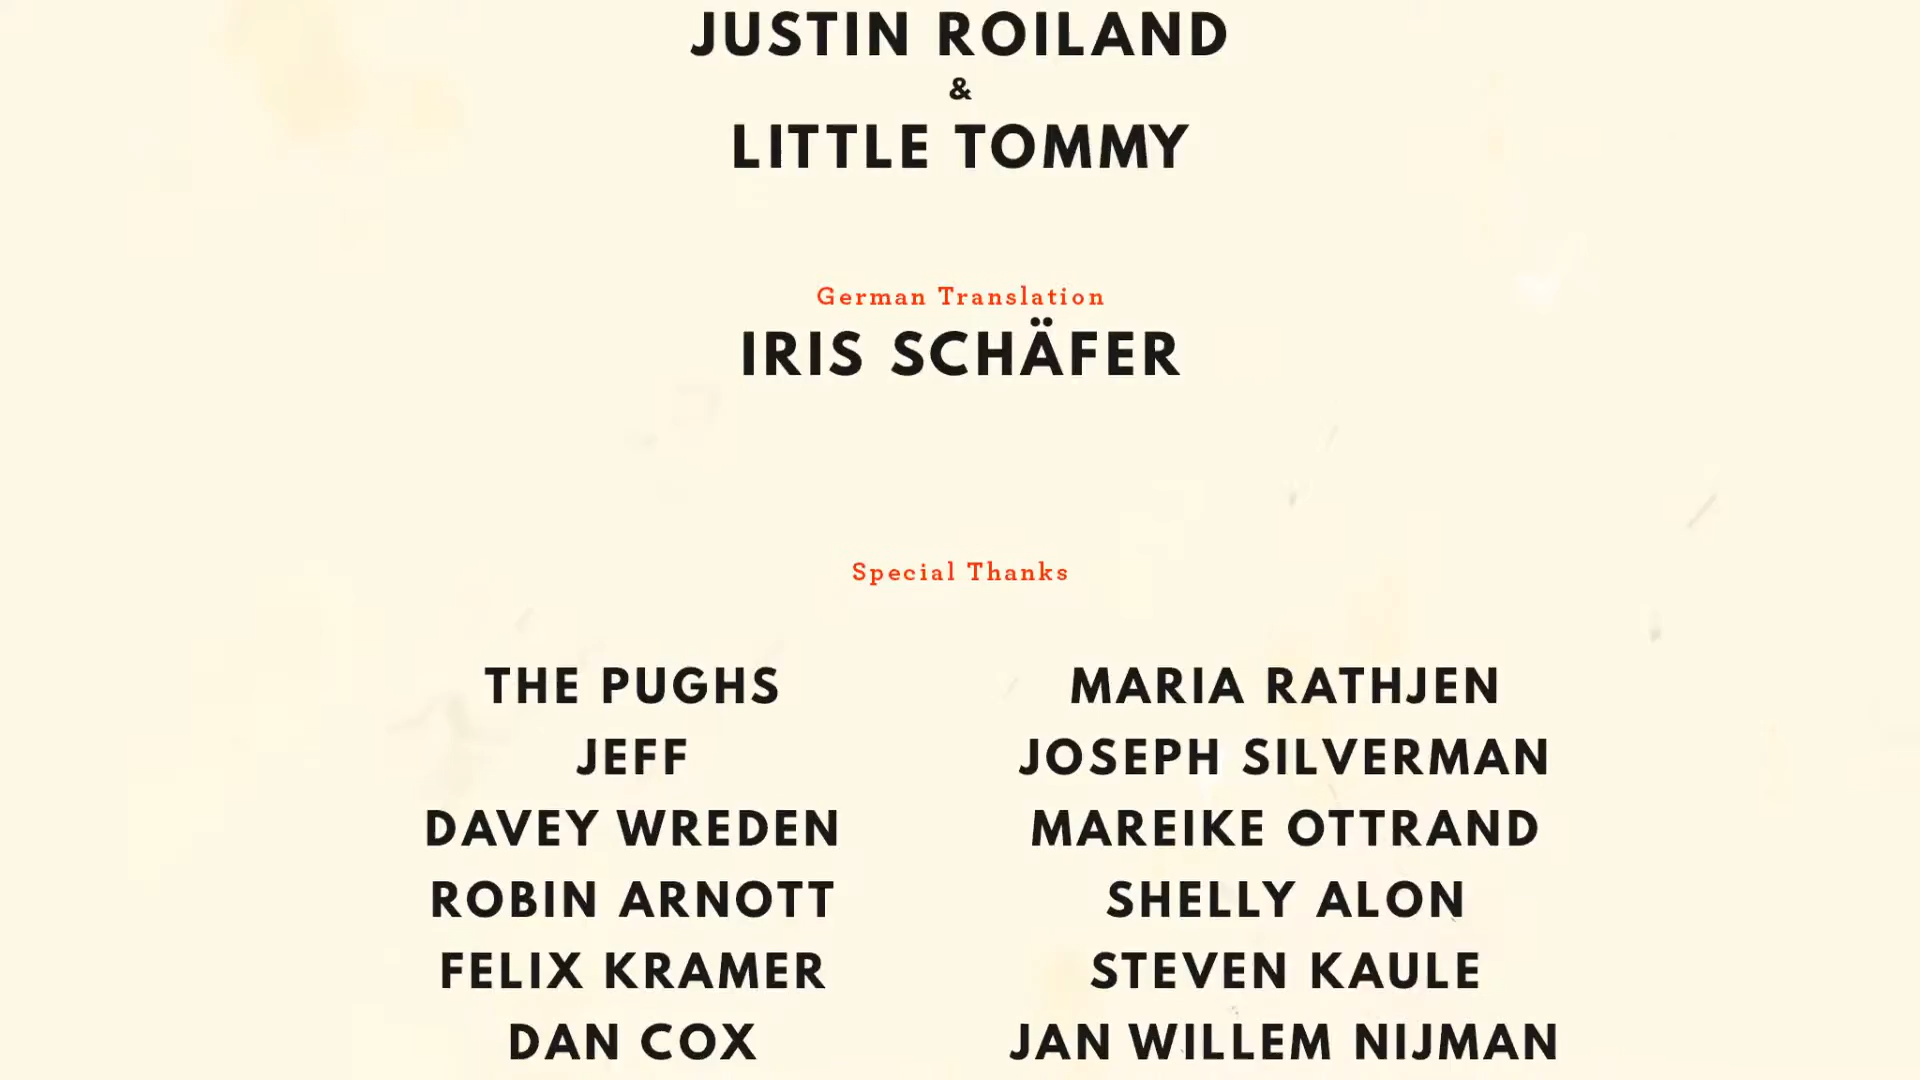 JUSTIN ROILAND
&
LITTLE TOMMY
German Translation
IRIS SCHÄFER
Special Thanks
THE PUGHS
JEFF
DAVEY WREDEN
ROBIN ARNOTT
FELIX KRAMER
DAN COX
MARIA RATHJEN
JOSEPH SILVERMAN
MAREIKE OTTRAND
SHELLY ALON
STEVEN KAULE
JAN WILLEM NIJMAN